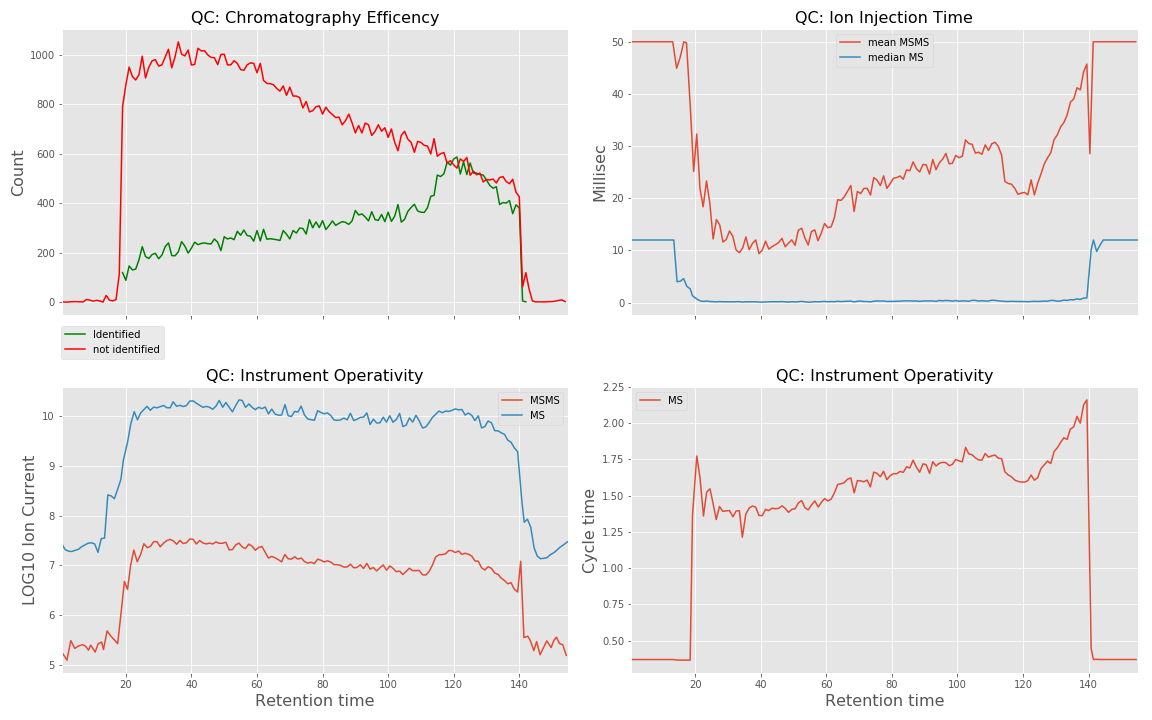 QC: Chromatography Efficency
1000
800
600
400
200
0
Count
Identified
not identified
QC: Ion Injection Time
50
40
30
20
10
0
Millisec
mean MSMS
median MS
QC: Instrument Operativity
10
9
8
7
6
5
LOG10 Ion Current
MSMS
MS
20 40 60 80 100 120 140
Retention time
QC: Instrument Operativity
2.25
2.00
1.75
1.50
1.25
1.00
0.75
0.50
Cycle time
MS
20 40 60 80 100 120 140
Retention time